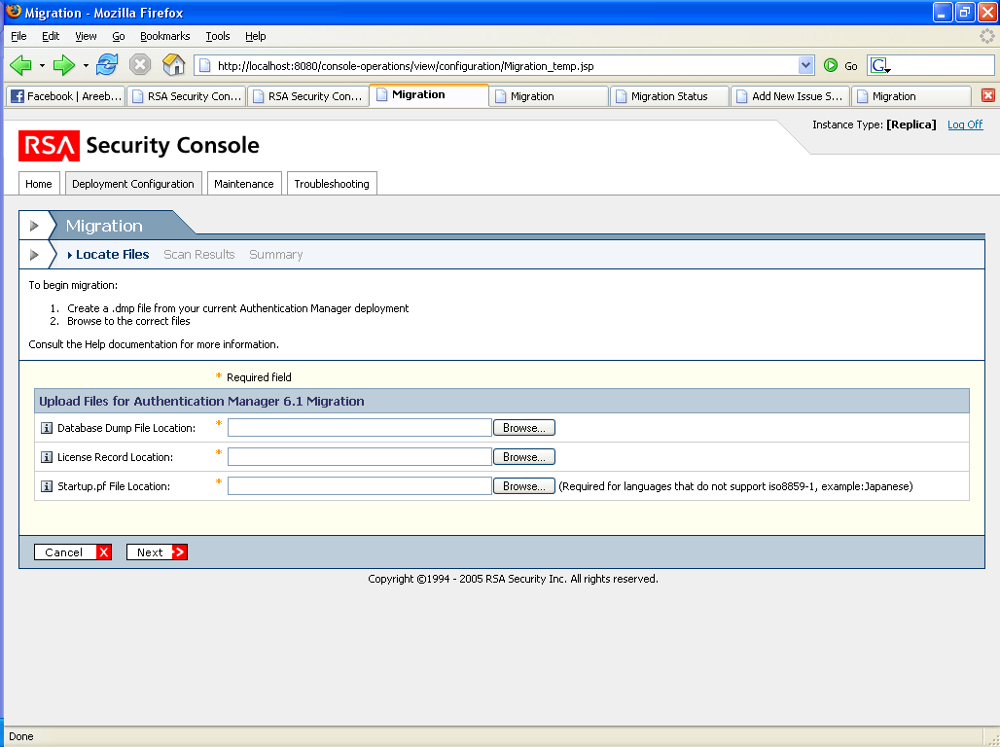 Migration - Mozilla Firefox
File Edit View Go Bookmarks Tools Help
http://localhost:8080/console-operations/view/configuration/Migration_temp.jsp Go G
Facebook | Areeb... RSA Security Con... RSA Security Con... Migration Migration Migration Status Add New Issue S... Migration
Instance Type: [Replica] Log Off
RSA Security Console
Home Deployment Configuration Maintenance Troubleshooting
Migration
Locate Files Scan Results Summary
To begin migration:
1. Create a .dmp file from your current Authentication Manager deployment
2. Browse to the correct files
Consult the Help documentation for more information.
* Required field
Upload Files for Authentication Manager 6.1 Migration
Database Dump File Location: * Browse...
License Record Location: * Browse...
Startup.pf File Location: * Browse... (Required for languages that do not support iso8859-1, example:Japanese)
Cancel X Next >
Copyright ©1994 - 2005 RSA Security Inc. All rights reserved.
Done